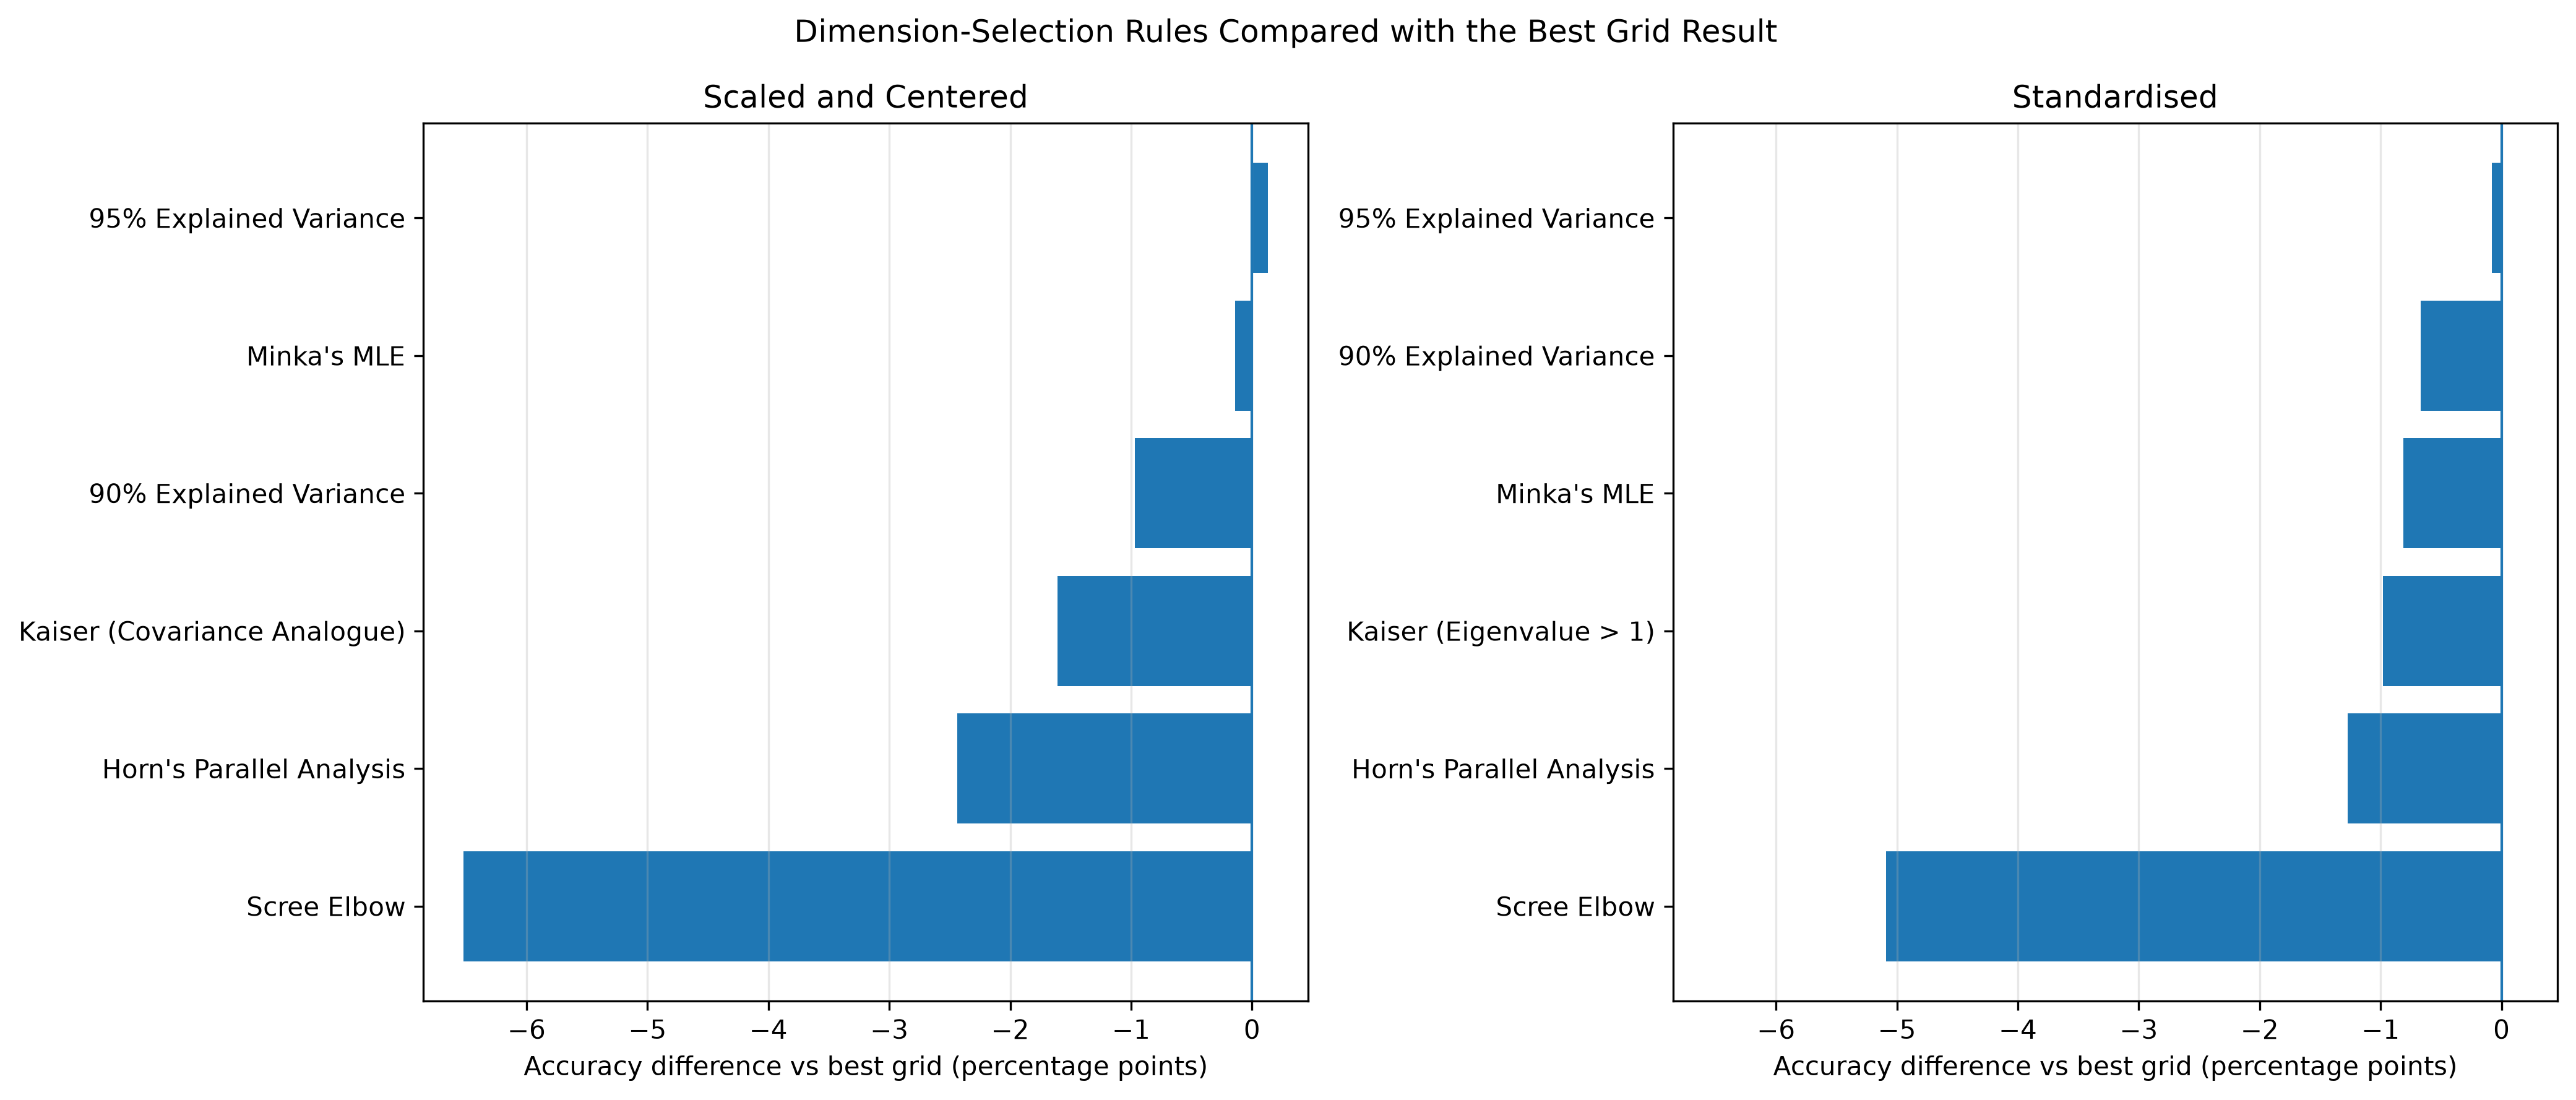 Dimension-Selection Rules Compared with the Best Grid Result
Scaled and Centered
95% Explained Variance
Minka's MLE
90% Explained Variance
Kaiser (Covariance Analogue)
Horn's Parallel Analysis
Scree Elbow
−6 −5 −4 −3 −2 −1 0
Accuracy difference vs best grid (percentage points)
Standardised
95% Explained Variance
90% Explained Variance
Minka's MLE
Kaiser (Eigenvalue > 1)
Horn's Parallel Analysis
Scree Elbow
−6 −5 −4 −3 −2 −1 0
Accuracy difference vs best grid (percentage points)